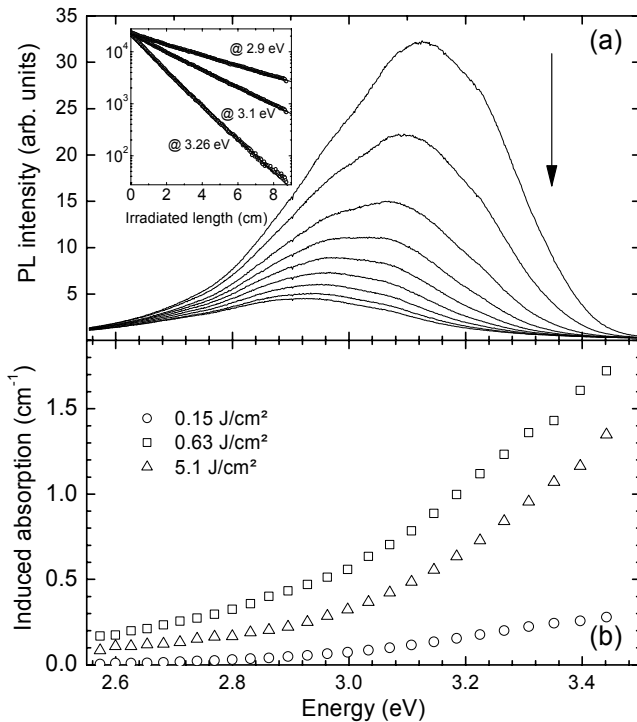 35
30
25
20
15
10
5
PL intensity (arb. units)
(a)
10⁴
10³
10²
@ 2.9 eV
@ 3.1 eV
@ 3.26 eV
0 2 4 6 8
Irradiated length (cm)
1.5
1.0
0.5
0.0
Induced absorption (cm⁻¹)
0.15 J/cm²
0.63 J/cm²
5.1 J/cm²
(b)
2.6 2.8 3.0 3.2 3.4
Energy (eV)